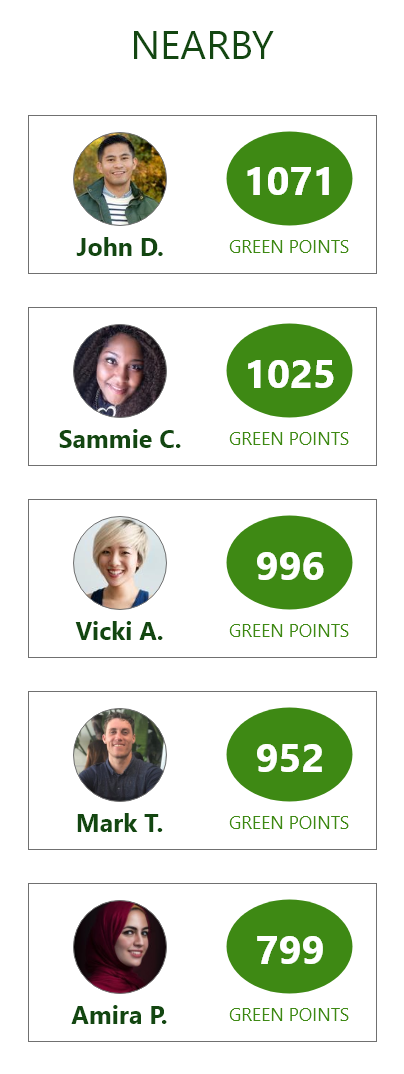 NEARBY
1071
John D.
GREEN POINTS
1025
Sammie C.
GREEN POINTS
996
Vicki A.
GREEN POINTS
952
Mark T.
GREEN POINTS
799
Amira P.
GREEN POINTS